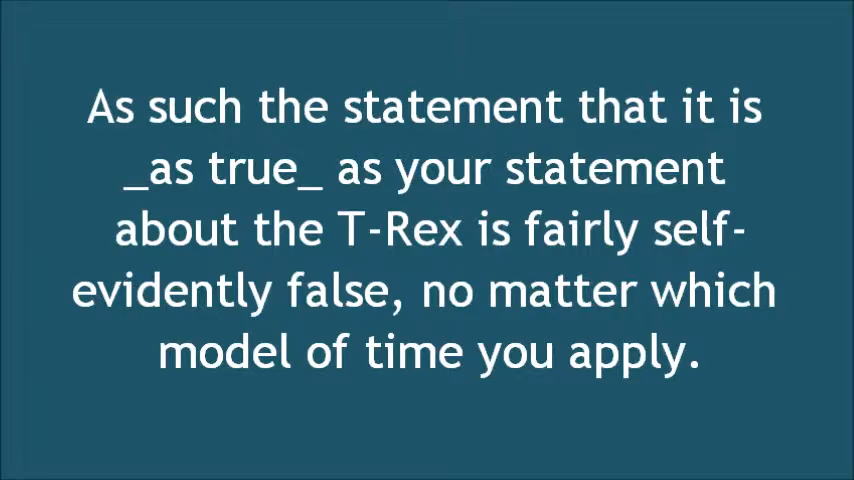 As such the statement that it is
_as true_ as your statement
about the T-Rex is fairly self-
evidently false, no matter which
model of time you apply.